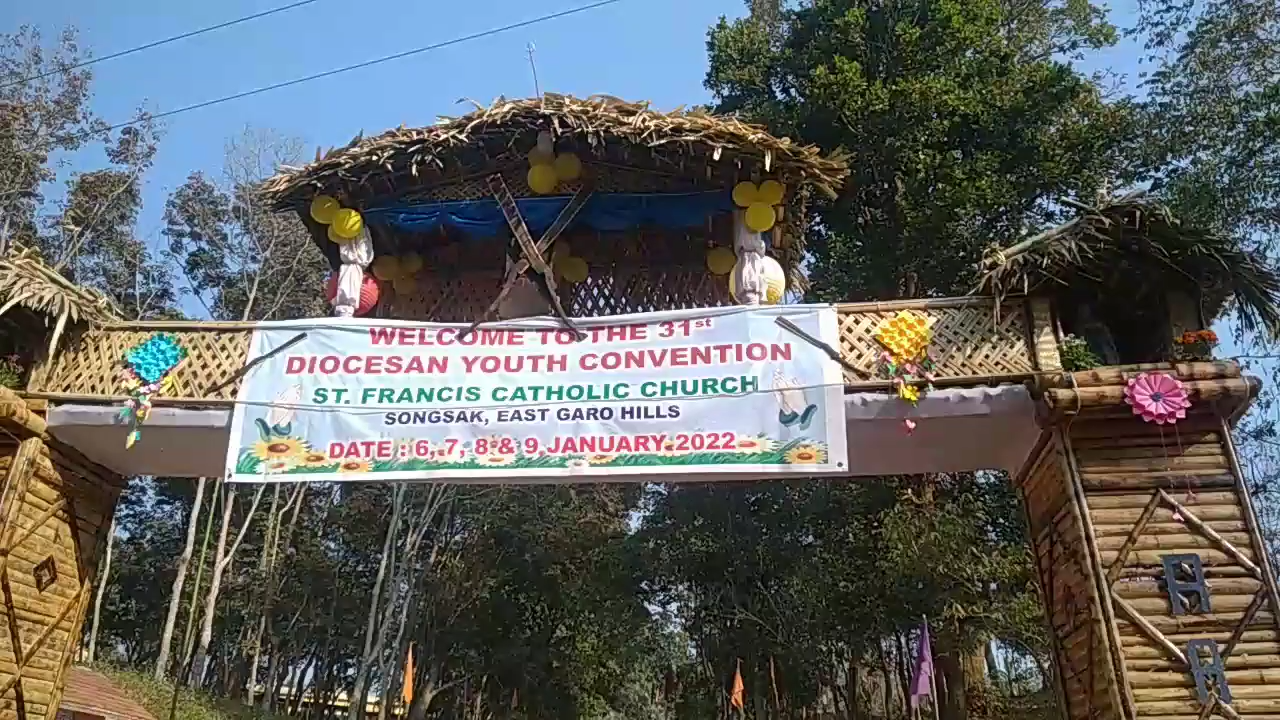 WELCOME TO THE 31st
DIOCESAN YOUTH CONVENTION
ST. FRANCIS CATHOLIC CHURCH
SONGSAK, EAST GARO HILLS
DATE : 6, 7, 8 & 9 JANUARY 2022